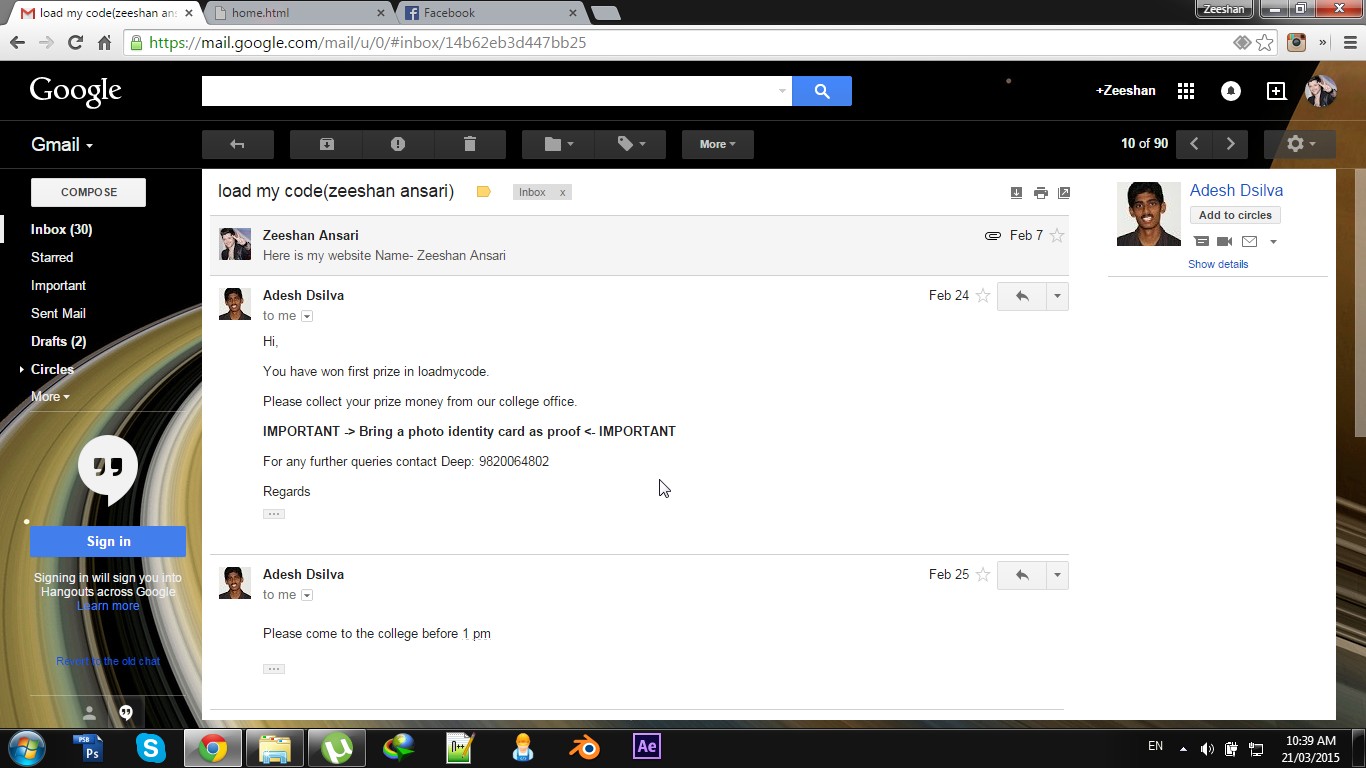 load my code(zeeshan ans
home.html
Facebook
Zeeshan
https://mail.google.com/mail/u/0/#inbox/14b62eb3d447bb25
»
Google
+Zeeshan
Gmail
More
10 of 90
COMPOSE
Inbox (30)
Starred
Important
Sent Mail
Drafts (2)
Circles
More
Sign in
Signing in will sign you into
Hangouts across Google
Learn more
Revert to the old chat
load my code(zeeshan ansari)
Inbox x
Zeeshan Ansari
Feb 7
Here is my website Name- Zeeshan Ansari
Adesh Dsilva
Feb 24
to me
Hi,
You have won first prize in loadmycode.
Please collect your prize money from our college office.
IMPORTANT -> Bring a photo identity card as proof <- IMPORTANT
For any further queries contact Deep: 9820064802
Regards
Adesh Dsilva
Feb 25
to me
Please come to the college before 1 pm
Adesh Dsilva
Add to circles
Show details
PSB
Ps
Ae
EN
10:39 AM
21/03/2015